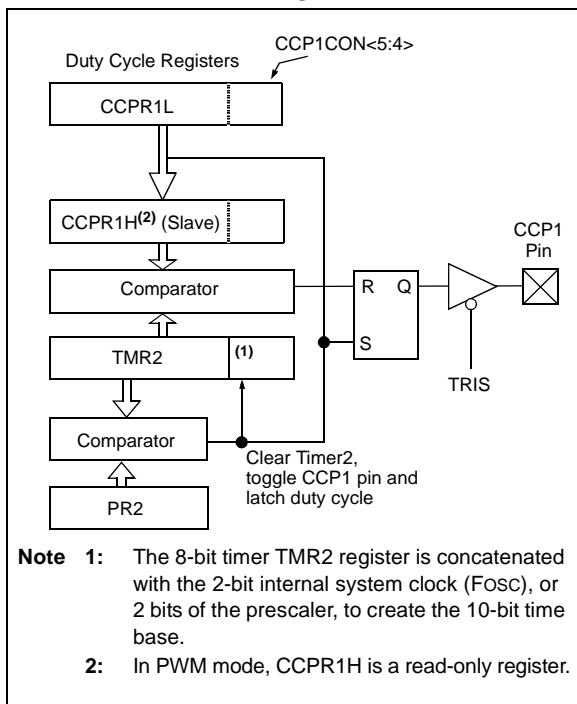 CCP1CON<5:4>
Duty Cycle Registers
CCPR1L
CCPR1H(2) (Slave)
CCP1
Pin
Comparator
R Q
S
TMR2
(1)
TRIS
Comparator
Clear Timer2,
toggle CCP1 pin and
latch duty cycle
PR2
Note 1: The 8-bit timer TMR2 register is concatenated
with the 2-bit internal system clock (FOSC), or
2 bits of the prescaler, to create the 10-bit time
base.
2: In PWM mode, CCPR1H is a read-only register.